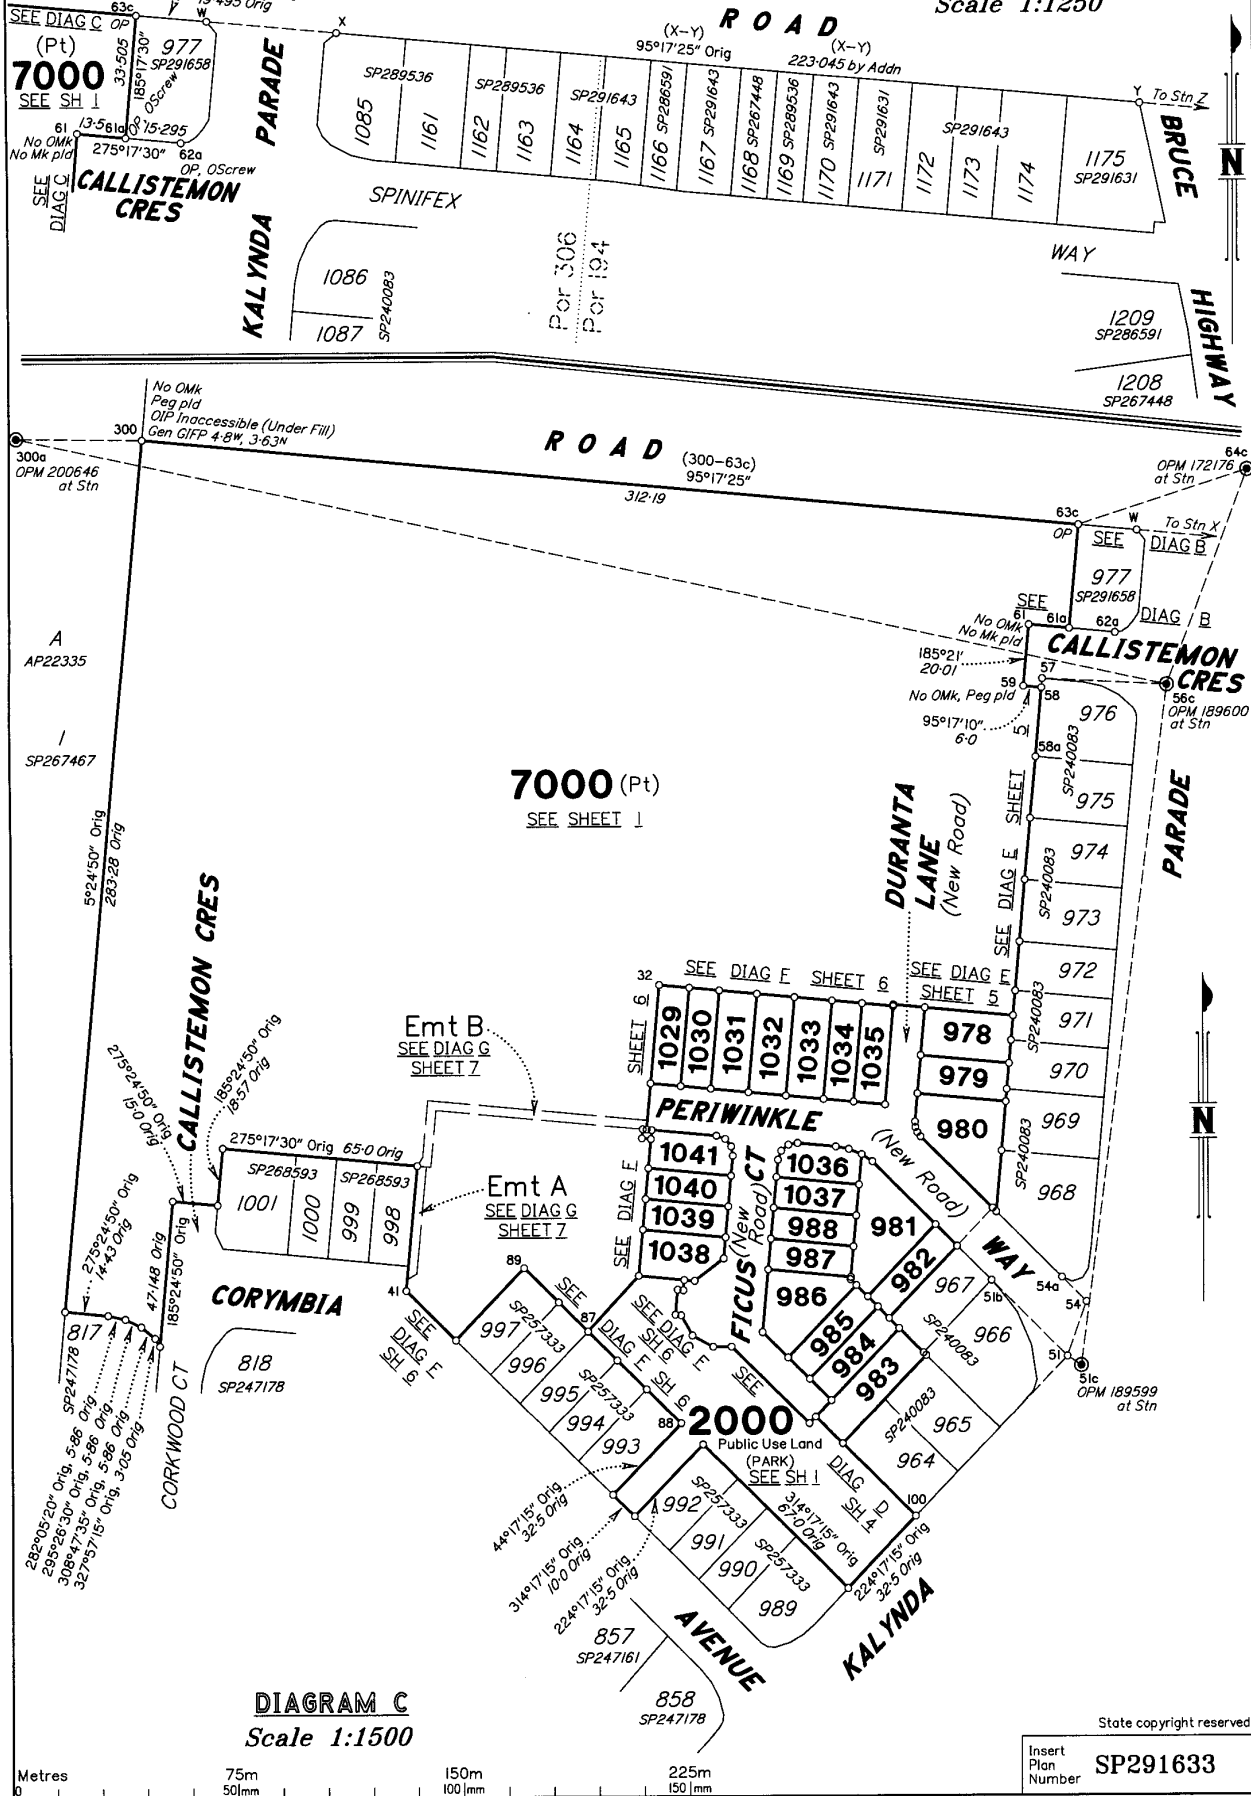 SEE DIAG C
63c
OP
W
X
Scale 1:1250
(Pt)
7000
SEE SH 1
33·505
185°17'30"
977
SP291658
OP, OScrew
61
13·5
61a
15·295
No OMk
No Mk pld
275°17'30"
62a
OP, OScrew
SEE
DIAG C
CALLISTEMON
CRES
KALYNDA PARADE
ROAD
(X-Y)
95°17'25" Orig
(X-Y)
223·045 by Addn
Y
To Stn Z
SP289536
1085
1161
SP289536
1162
1163
SP291643
1164
1165
1166 SP286591
1167 SP291643
1168 SP267448
1169 SP289536
1170 SP291643
SP291631
1171
SP291643
1172
1173
1174
1175
SP291631
BRUCE
HIGHWAY
N
SPINIFEX
WAY
1086
1087
SP240083
Por 306
Por 194
1209
SP286591
1208
SP267448
No OMk
Peg pld
OIP Inaccessible (Under Fill)
Gen GIFP 4·8W, 3·63N
300
300a
OPM 200646
at Stn
ROAD
(300-63c)
95°17'25"
312·19
64c
OPM 172176
at Stn
63c
OP
W
To Stn X
SEE
DIAG B
977
SP291658
SEE
DIAG B
61
61a
62a
No OMk
No Mk pld
CALLISTEMON
CRES
185°21'
20·01
57
59
58
No OMk, Peg pld
95°17'10"
6·0
56c
OPM 189600
at Stn
58a
976
SP240083
975
974
SP240083
973
972
971
SP240083
970
969
SP240083
968
SEE DIAG E SHEET 5
PARADE
A
AP22335
1
SP267467
5°24'50" Orig
283·28 Orig
7000 (Pt)
SEE SHEET 1
DURANTA
LANE
(New Road)
32
SEE DIAG F SHEET 6
SEE DIAG E
SHEET 5
SHEET 6
1029
1030
1031
1032
1033
1034
1035
978
979
980
PERIWINKLE
(New Road)
WAY
N
CALLISTEMON CRES
Emt B
SEE DIAG G
SHEET 7
275°24'50" Orig
15·0 Orig
185°24'50" Orig
18·57 Orig
275°17'30" Orig 65·0 Orig
SP268593
SP268593
1001
1000
999
998
Emt A
SEE DIAG G
SHEET 7
SEE DIAG F
1041
1040
1039
1038
FICUS CT
(New Road)
1036
1037
988
987
986
981
982
985
984
983
967
51b
966
54a
54
51
51c
OPM 189599
at Stn
SP240083
965
SP240083
964
275°24'50" Orig
14·43 Orig
47·148 Orig
185°24'50" Orig
CORYMBIA
41
89
87
88
SEE
DIAG F
SH 6
SEE
DIAG F
SH 6
SEE DIAG F
SH 6
SEE
DIAG D
SH 4
997
SP257333
996
995
SP257333
994
993
817
SP247178
818
SP247178
CORKWOOD CT
282°05'20" Orig, 5·86 Orig
295°26'30" Orig, 5·86 Orig
308°47'35" Orig, 5·86 Orig
327°57'15" Orig, 3·05 Orig
2000
Public Use Land
(PARK)
SEE SH 1
44°17'15" Orig
32·5 Orig
314°17'15" Orig
10·0 Orig
224°17'15" Orig
32·5 Orig
992
SP257333
991
990
SP257333
989
314°17'15" Orig
67·0 Orig
100
224°17'15" Orig
32·5 Orig
KALYNDA
AVENUE
857
SP247161
858
SP247178
DIAGRAM C
Scale 1:1500
State copyright reserved
Insert
Plan
Number
SP291633
Metres
75m
150m
225m
0
50 mm
100 mm
150 mm